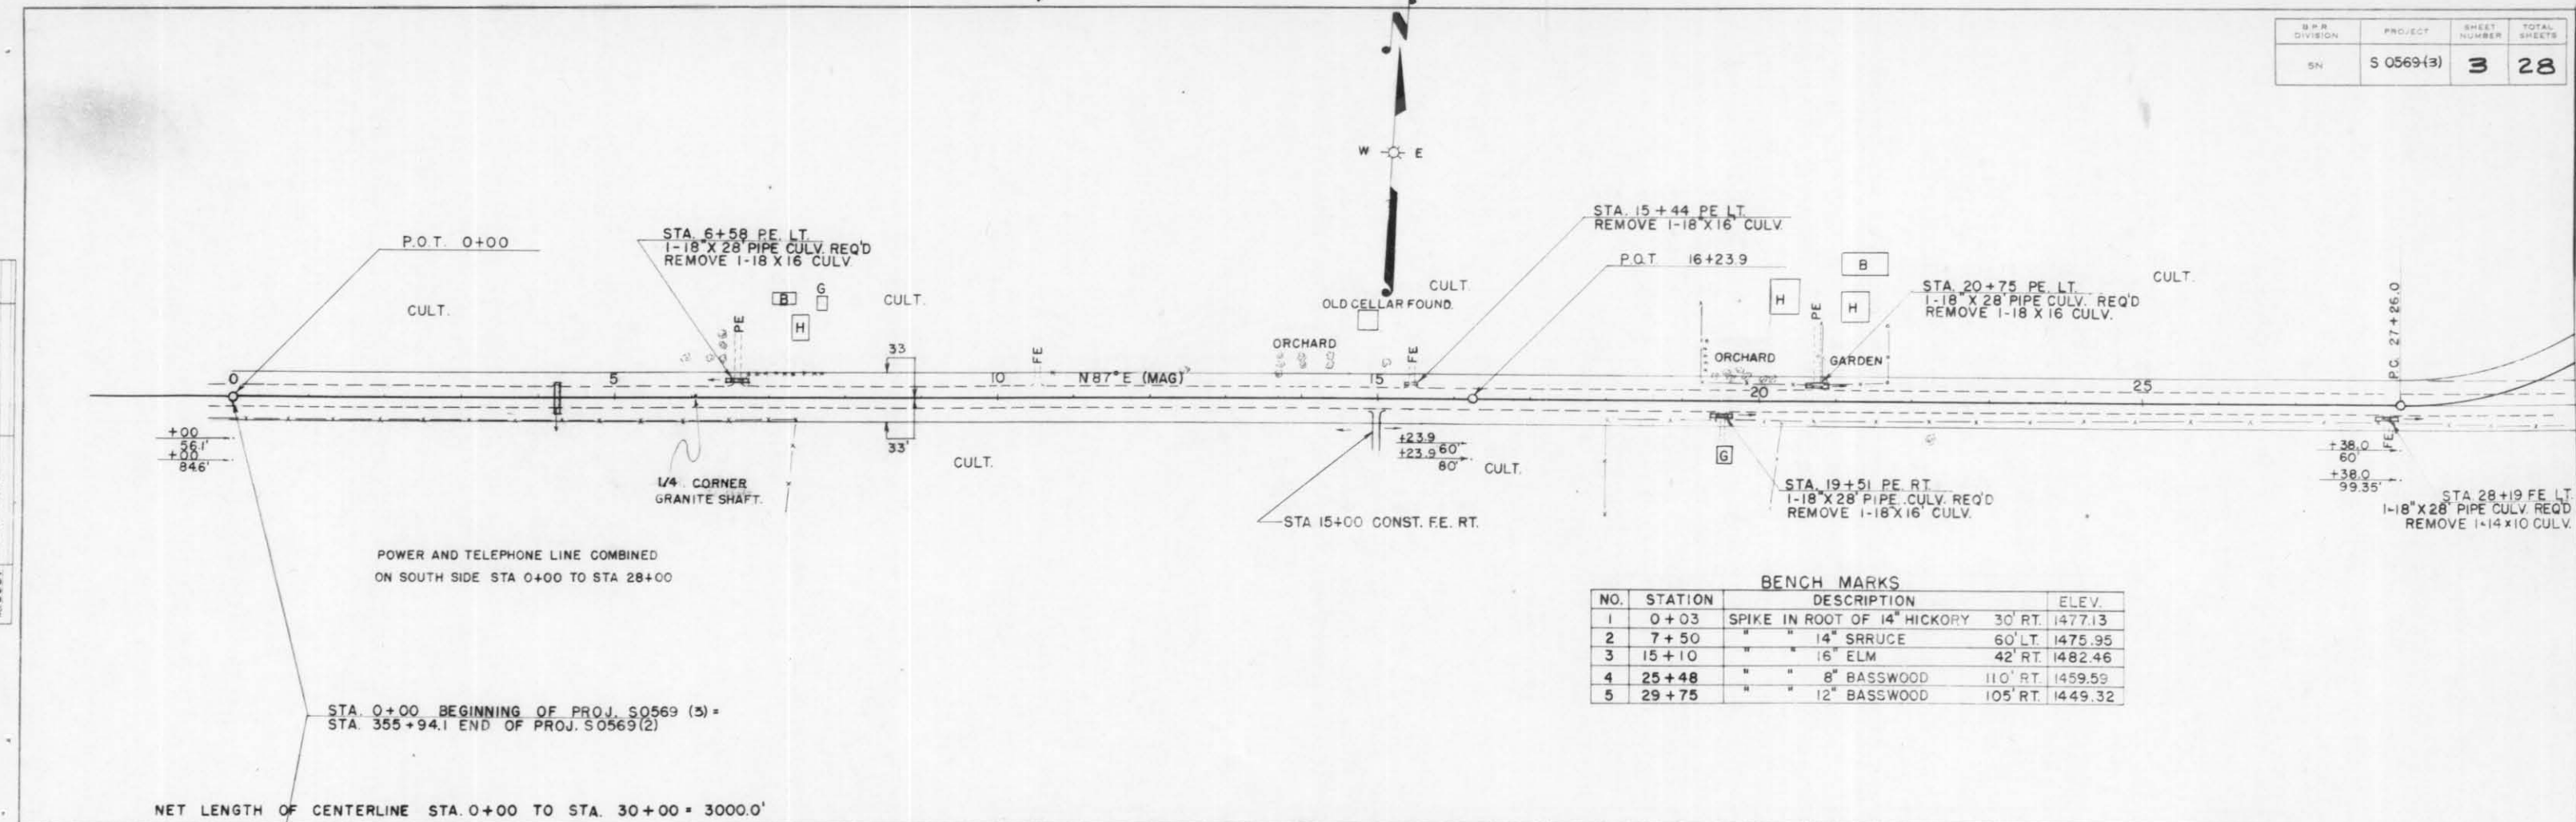 B P R DIVISION PROJECT SHEET NUMBER TOTAL SHEETS
5N S 0569(3) 3 28
N
W E
P.O.T. 0+00
STA. 6+58 P.E. LT.
1-18"X 28' PIPE CULV. REQ'D
REMOVE 1-18 X 16 CULV.
STA. 15+44 PE LT.
REMOVE 1-18"X16' CULV.
P.O.T. 16+23.9
STA. 20+75 PE. LT.
1-18"X 28' PIPE CULV. REQ'D
REMOVE 1-18 X 16 CULV.
CULT.
CULT.
CULT.
CULT.
B
G
H
PE
OLD CELLAR FOUND.
ORCHARD
FE
FE
B
H
H
PE
ORCHARD
GARDEN
P.C. 27+26.0
33
0 5 10 N 87° E (MAG) 15 20 25
33'
+00
56.1'
+00
84.6'
1/4 CORNER
GRANITE SHAFT.
CULT.
+23.9
60'
+23.9
80'
CULT.
G
STA 15+00 CONST. F.E. RT.
STA. 19+51 PE. RT.
1-18"X 28' PIPE CULV. REQ'D
REMOVE 1-18"X16' CULV.
FE
+38.0
60'
+38.0
99.35'
STA. 28+19 FE LT.
1-18"X28' PIPE CULV. REQ'D
REMOVE 1-14x10 CULV.
POWER AND TELEPHONE LINE COMBINED
ON SOUTH SIDE STA 0+00 TO STA 28+00
BENCH MARKS
NO. STATION DESCRIPTION ELEV.
1 0+03 SPIKE IN ROOT OF 14" HICKORY 30' RT. 1477.13
2 7+50 " " 14" SRRUCE 60' LT. 1475.95
3 15+10 " " 16" ELM 42' RT. 1482.46
4 25+48 " " 8" BASSWOOD 110' RT. 1459.59
5 29+75 " " 12" BASSWOOD 105' RT. 1449.32
STA. 0+00 BEGINNING OF PROJ. S0569 (3) =
STA. 355+94.1 END OF PROJ. S0569(2)
NET LENGTH OF CENTERLINE STA. 0+00 TO STA. 30+00 = 3000.0'